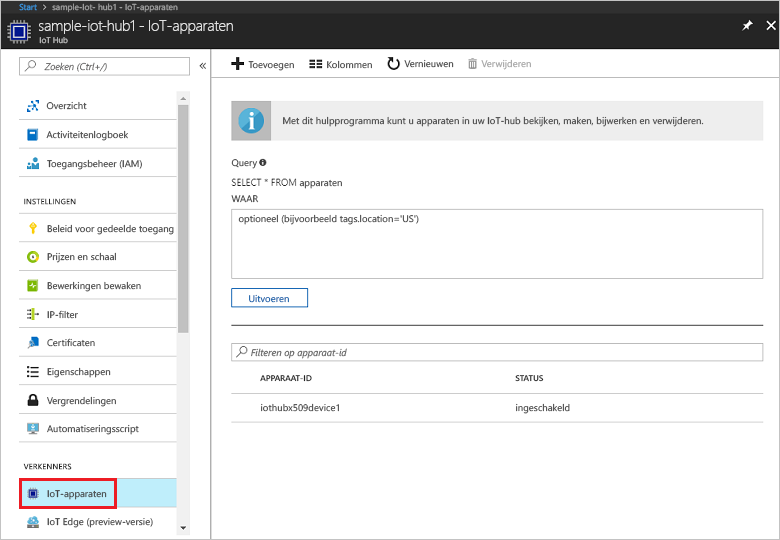 Start > sample-Iot- hub1 - IoT-apparaten
sample-iot-hub1 - IoT-apparaten
IoT Hub
Zoeken (Ctrl+/)
Overzicht
Activiteitenlogboek
Toegangsbeheer (IAM)
INSTELLINGEN
Beleid voor gedeelde toegang
Prijzen en schaal
Bewerkingen bewaken
IP-filter
Certificaten
Eigenschappen
Vergrendelingen
Automatiseringsscript
VERKENNERS
IoT-apparaten
IoT Edge (preview-versie)
Toevoegen Kolommen Vernieuwen Verwijderen
Met dit hulpprogramma kunt u apparaten in uw IoT-hub bekijken, maken, bijwerken en verwijderen.
Query
SELECT * FROM apparaten
WAAR
optioneel (bijvoorbeeld tags.location='US')
Uitvoeren
Filteren op apparaat-id
APPARAAT-ID STATUS
iothubx509device1 ingeschakeld